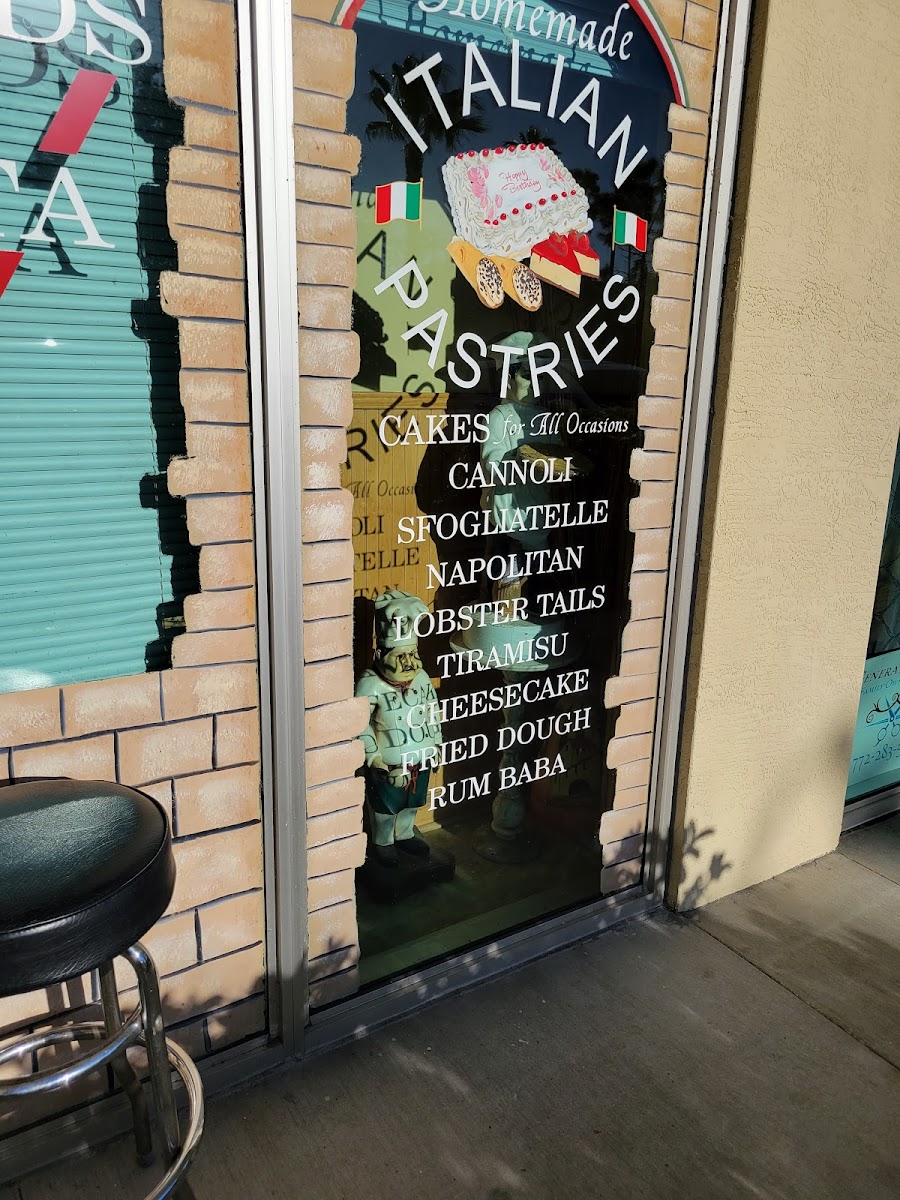 Homemade
ITALIAN
Happy
Birthday
PASTRIES
CAKES for All Occasions
CANNOLI
SFOGLIATELLE
NAPOLITAN
LOBSTER TAILS
TIRAMISU
CHEESECAKE
FRIED DOUGH
RUM BABA